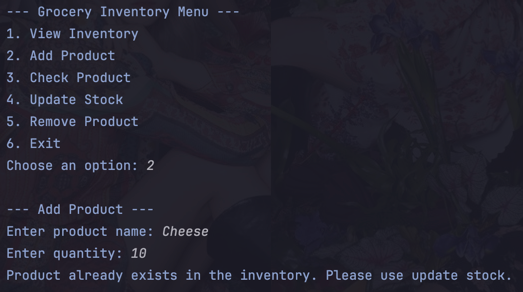 --- Grocery Inventory Menu ---
1. View Inventory
2. Add Product
3. Check Product
4. Update Stock
5. Remove Product
6. Exit
Choose an option: 2

--- Add Product ---
Enter product name: Cheese
Enter quantity: 10
Product already exists in the inventory. Please use update stock.